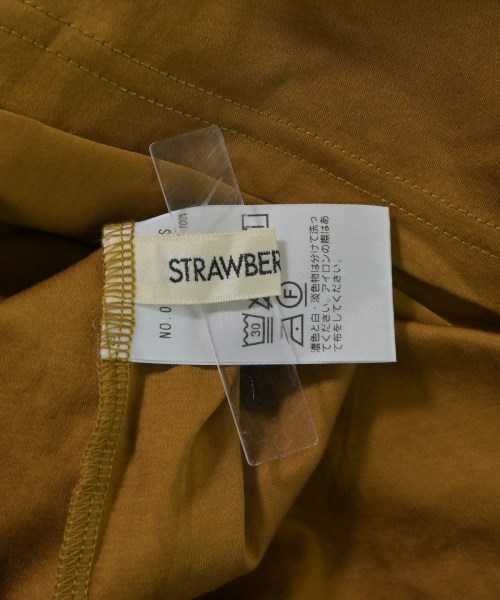 STRAWBER
NO. 0
100%
S
30
F
濃色と白・淡色物は分けて洗っ
てください。アイロンの際はあ
て布をしてください。